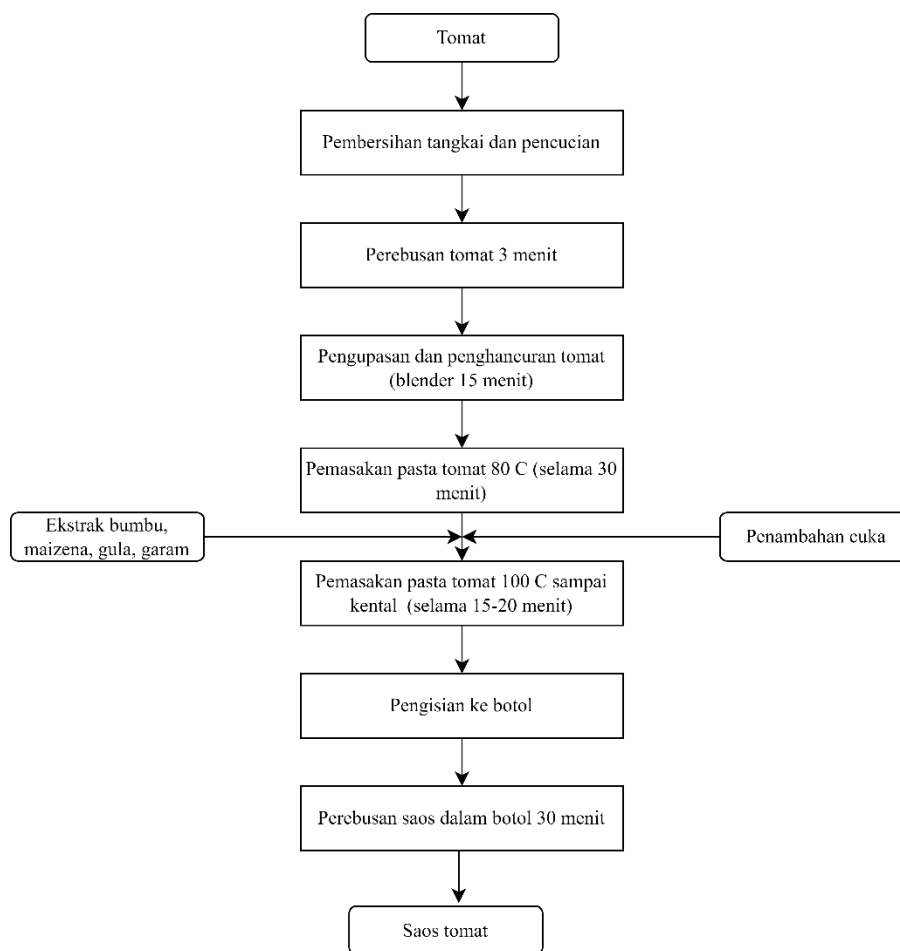 Tomat
Pembersihan tangkai dan pencucian
Perebusan tomat 3 menit
Pengupasan dan penghancuran tomat
(blender 15 menit)
Pemasakan pasta tomat 80 C (selama 30
menit)
Ekstrak bumbu,
maizena, gula, garam
Penambahan cuka
Pemasakan pasta tomat 100 C sampai
kental (selama 15-20 menit)
Pengisian ke botol
Perebusan saos dalam botol 30 menit
Saos tomat